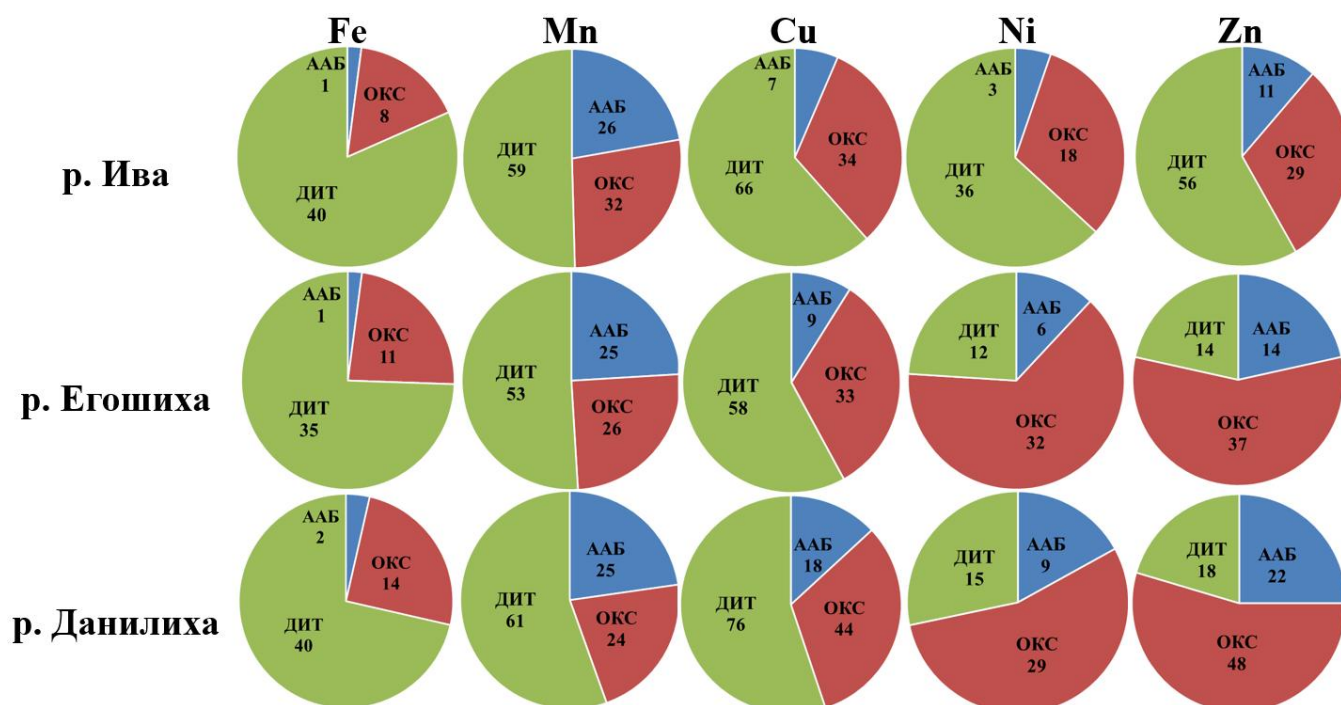 Fe Mn Cu Ni Zn
р. Ива
ААБ
1
ОКС
8
ДИТ
40
ААБ
26
ОКС
32
ДИТ
59
ААБ
7
ОКС
34
ДИТ
66
ААБ
3
ОКС
18
ДИТ
36
ААБ
11
ОКС
29
ДИТ
56
р. Егошиха
ААБ
1
ОКС
11
ДИТ
35
ААБ
25
ОКС
26
ДИТ
53
ААБ
9
ОКС
33
ДИТ
58
ААБ
6
ОКС
32
ДИТ
12
ААБ
14
ОКС
37
ДИТ
14
р. Данилиха
ААБ
2
ОКС
14
ДИТ
40
ААБ
25
ОКС
24
ДИТ
61
ААБ
18
ОКС
44
ДИТ
76
ААБ
9
ОКС
29
ДИТ
15
ААБ
22
ОКС
48
ДИТ
18